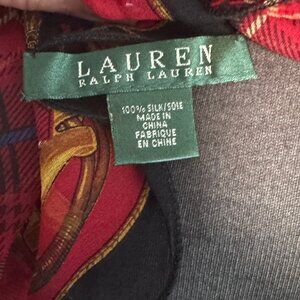 LAUREN
RALPH LAUREN
100% SILK/SOIE
MADE IN
CHINA
FABRIQUE
EN CHINE